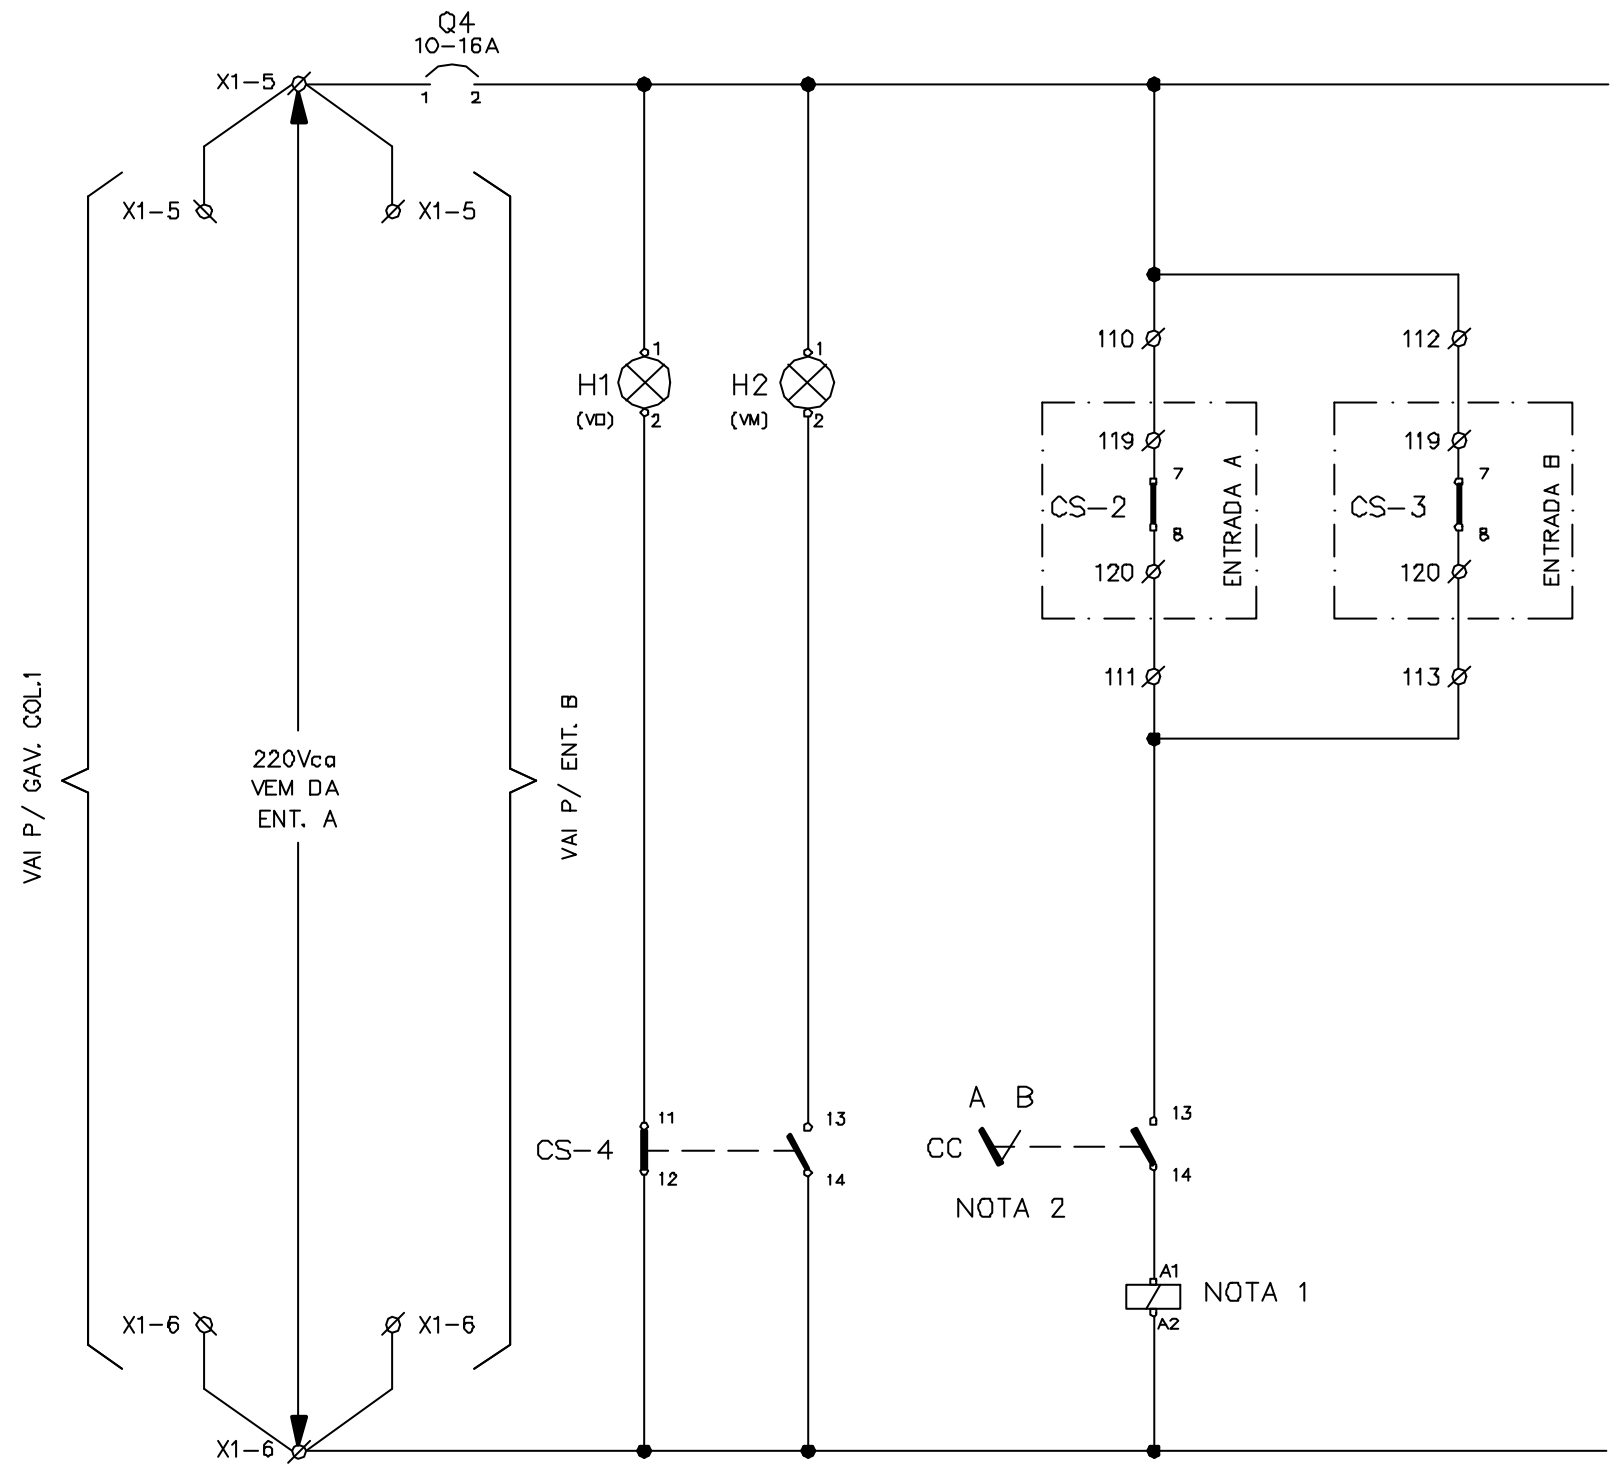 Q4
10-16A
X1-5
1 2
X1-5
X1-5
VAI P/ GAV. COL.1
220Vca
VEM DA
ENT. A
VAI P/ ENT. B
X1-6
X1-6
X1-6
H1
(VD)
1
2
H2
(VM)
1
2
CS-4
11
12
13
14
110
119
CS-2
7
8
120
ENTRADA A
111
112
119
CS-3
7
8
120
ENTRADA B
113
A B
CC
13
14
NOTA 2
A1
NOTA 1
A2